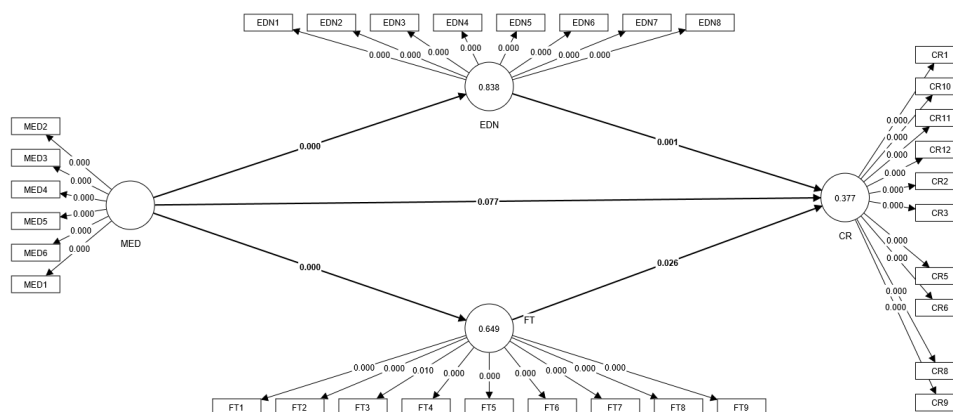 EDN1 EDN2 EDN3 EDN4 EDN5 EDN6 EDN7 EDN8
0.000 0.000 0.000 0.000 0.000 0.000 0.000 0.000
0.838
EDN
CR1
CR10
CR11
CR12
CR2
CR3
CR5
CR6
CR8
CR9
0.000
0.000
0.000
0.000
0.000
0.000
0.000
0.000
0.000
0.000
0.377
CR
MED2
MED3
MED4
MED5
MED6
MED1
0.000
0.000
0.000
0.000
0.000
0.000
MED
0.000
0.001
0.077
0.000
0.026
FT
0.649
0.000 0.000 0.010 0.000 0.000 0.000 0.000 0.000 0.000
FT1 FT2 FT3 FT4 FT5 FT6 FT7 FT8 FT9